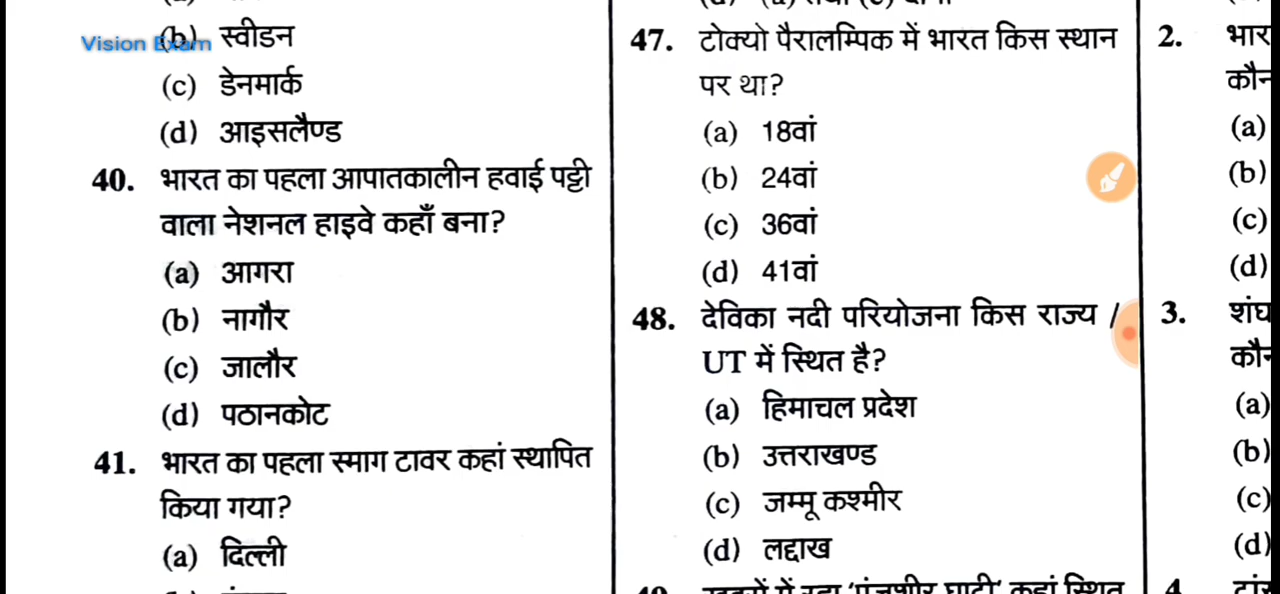 (b) स्वीडन
Vision Exam
(c) डेनमार्क
(d) आइसलैण्ड
40. भारत का पहला आपातकालीन हवाई पट्टी
वाला नेशनल हाइवे कहाँ बना?
(a) आगरा
(b) नागौर
(c) जालौर
(d) पठानकोट
41. भारत का पहला स्माग टावर कहां स्थापित
किया गया?
(a) दिल्ली
47. टोक्यो पैरालम्पिक में भारत किस स्थान
पर था?
(a) 18वां
(b) 24वां
(c) 36वां
(d) 41वां
48. देविका नदी परियोजना किस राज्य /
UT में स्थित है?
(a) हिमाचल प्रदेश
(b) उत्तराखण्ड
(c) जम्मू कश्मीर
(d) लद्दाख
2.
(a)
(b)
(c)
(d)
3.
(a)
(b)
(c)
(d)